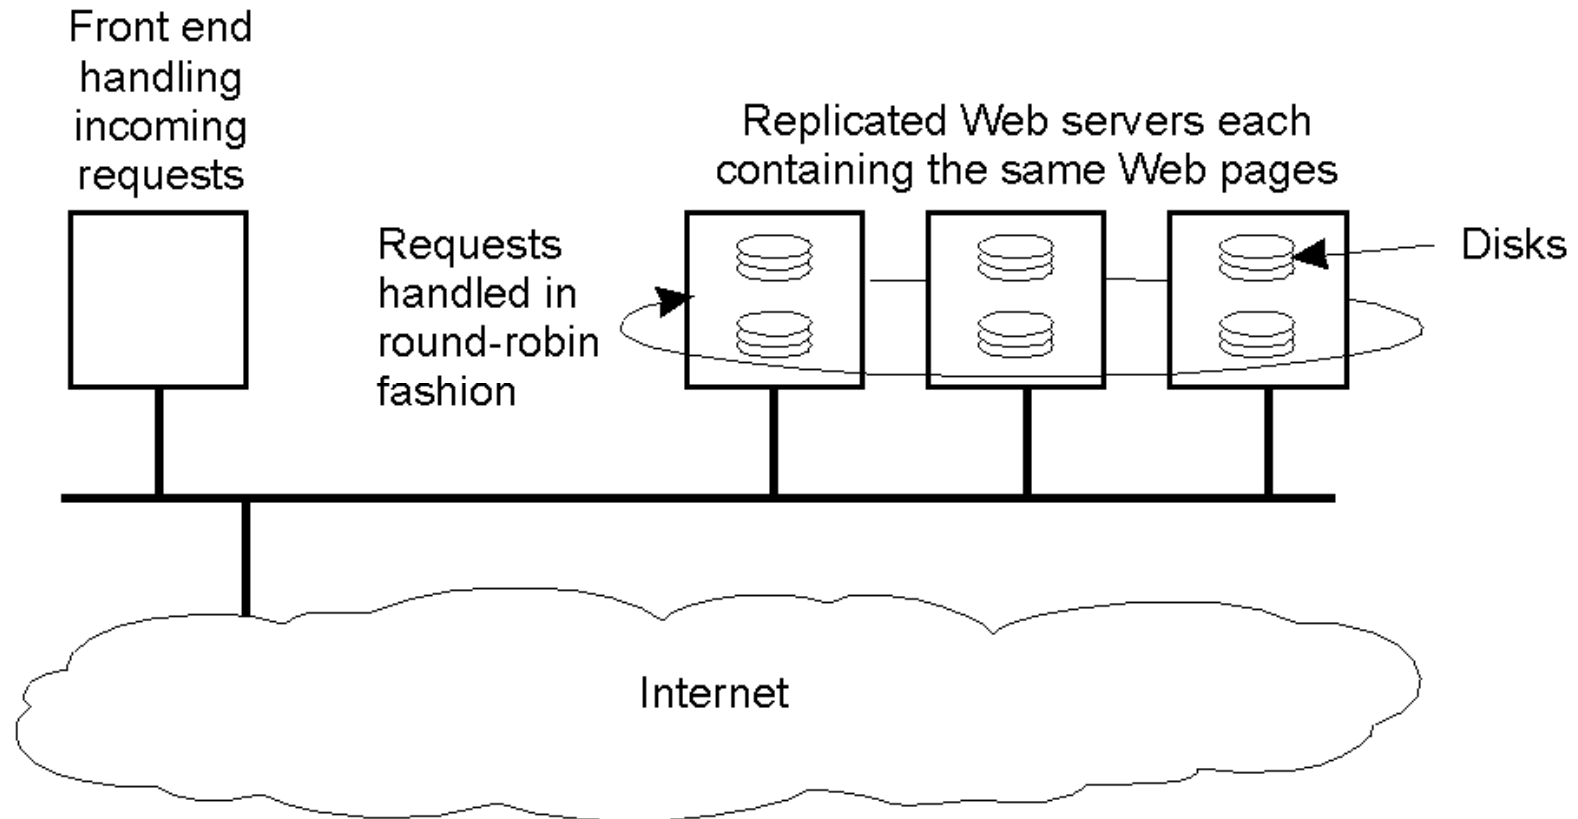 Front end
handling
incoming
requests
Replicated Web servers each
containing the same Web pages
Requests
handled in
round-robin
fashion
Disks
Internet